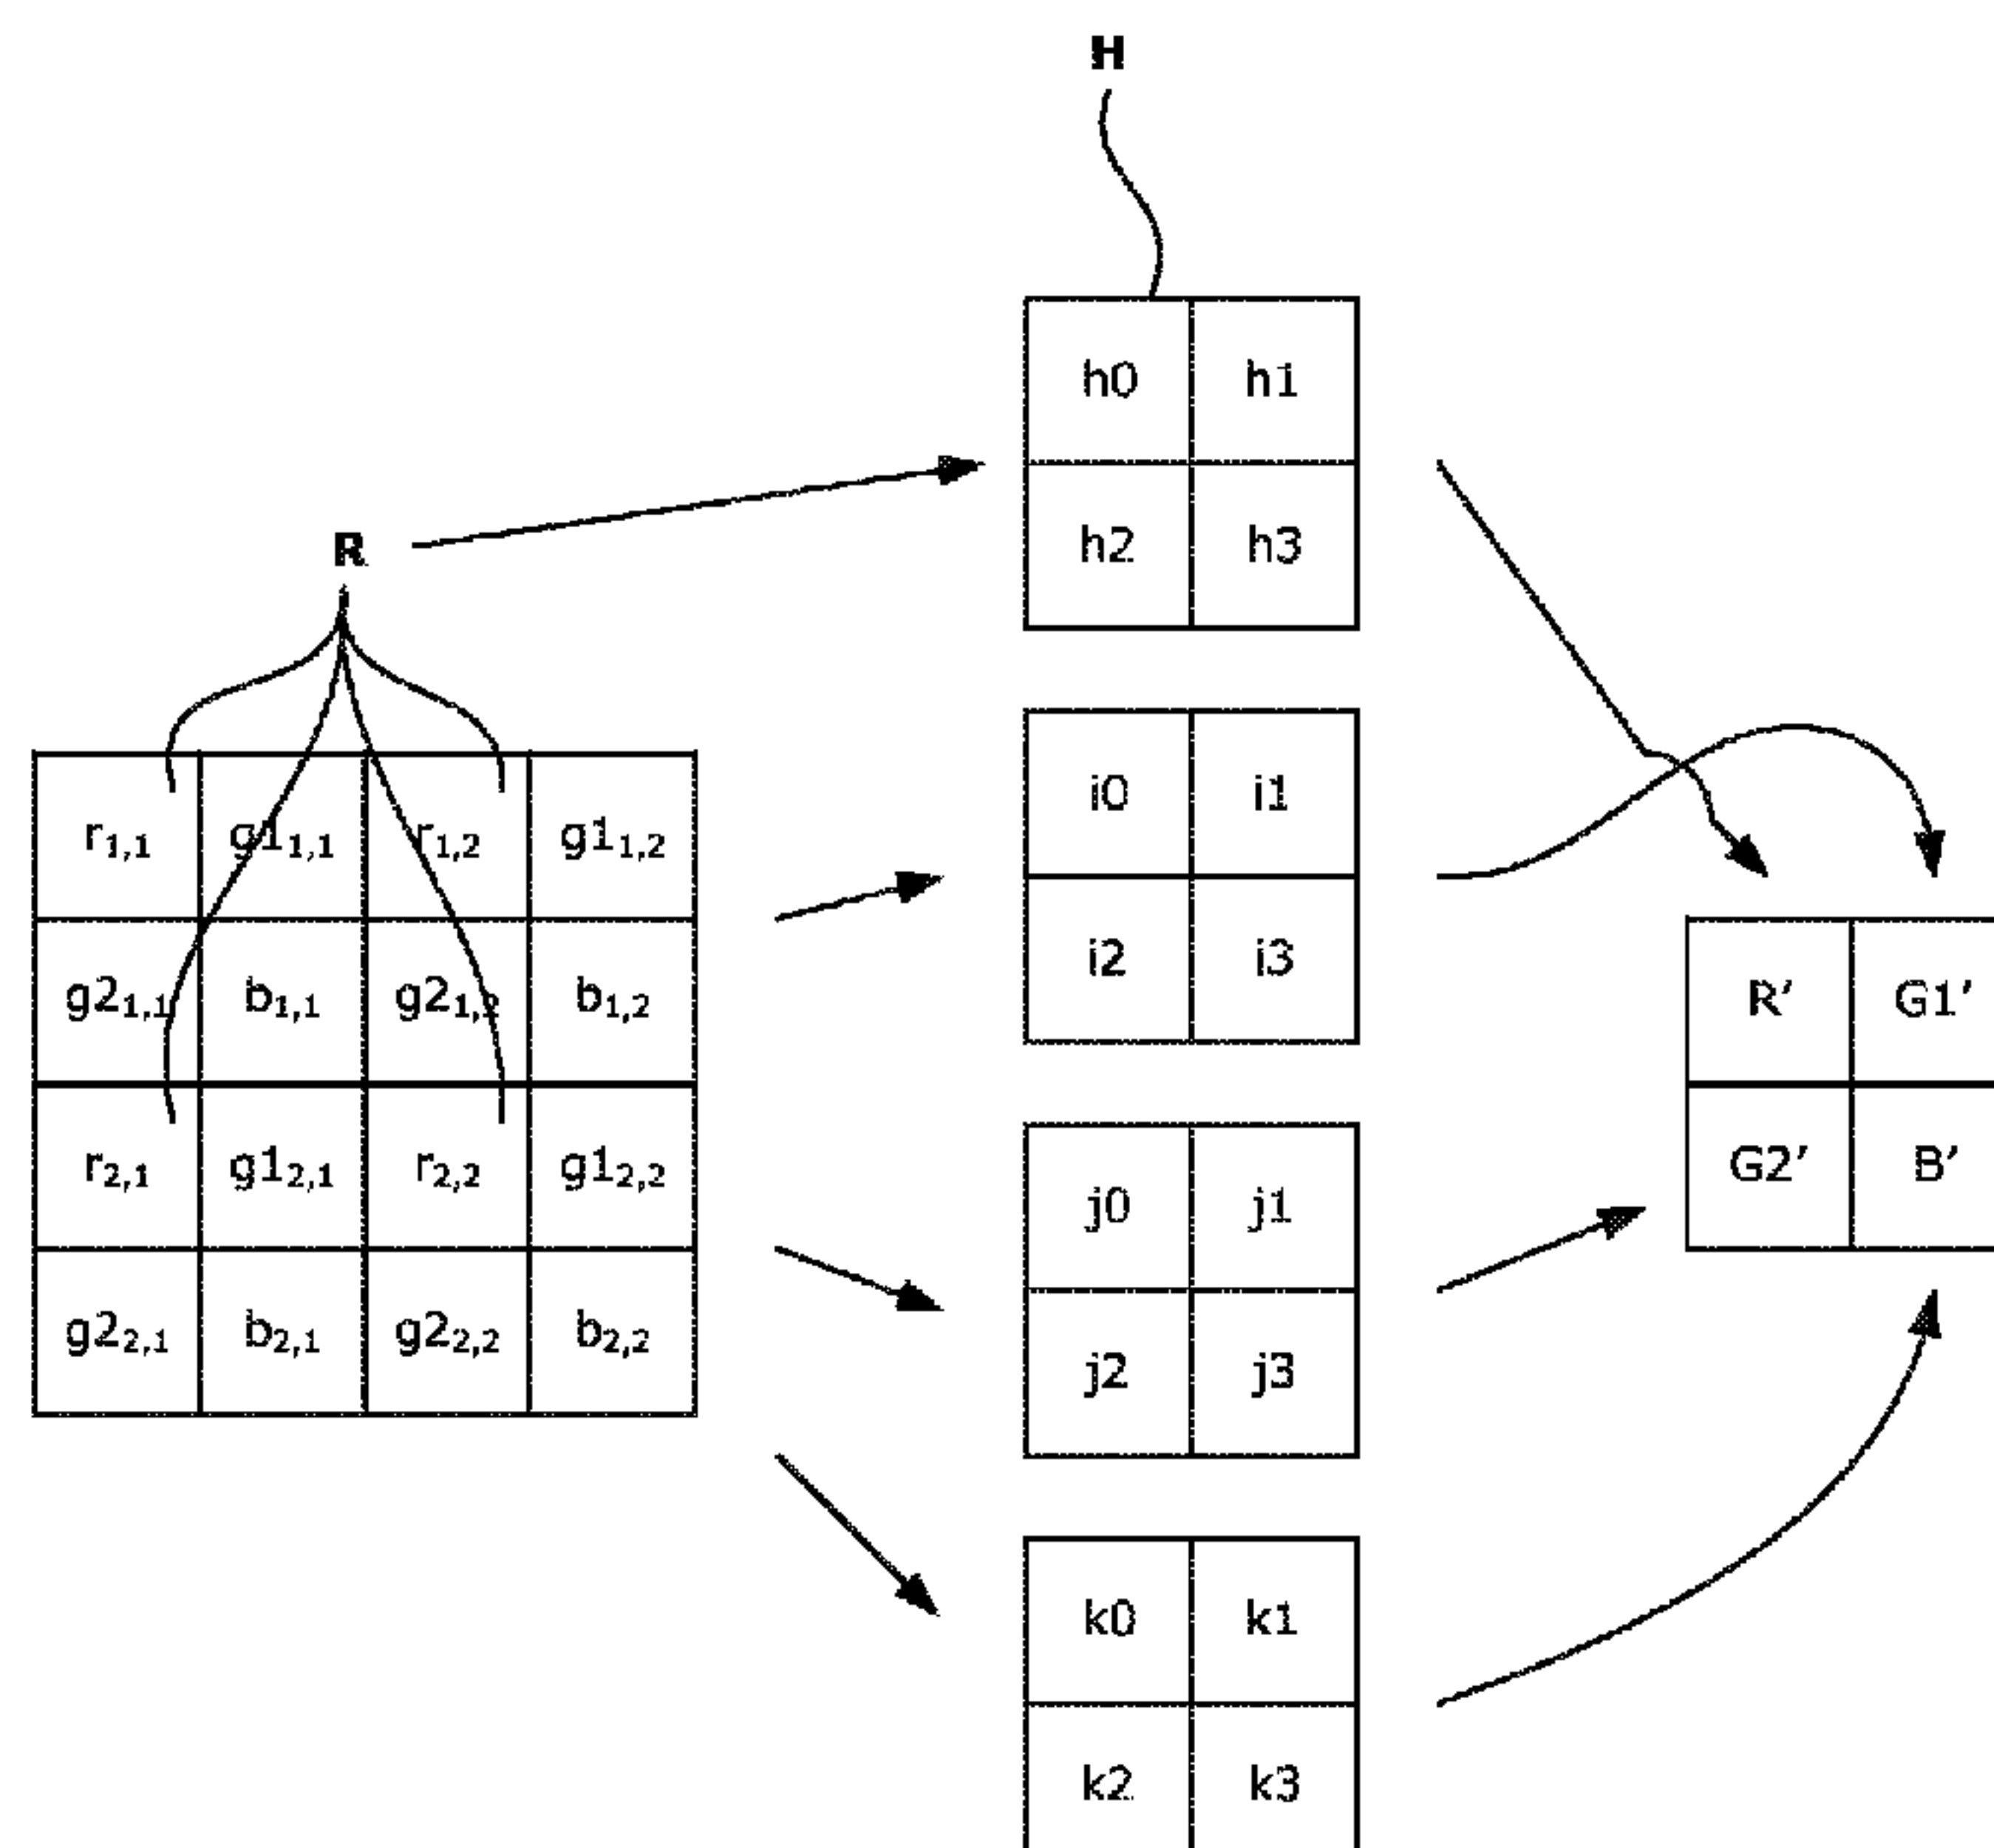 H
h0 h1
h2 h3
R
i0 i1
i2 i3
r1,1 g11,1 r1,2 g11,2
g21,1 b1,1 g21,2 b1,2
r2,1 g12,1 r2,2 g12,2
g22,1 b2,1 g22,2 b2,2
j0 j1
j2 j3
k0 k1
k2 k3
R’ G1’
G2’ B’